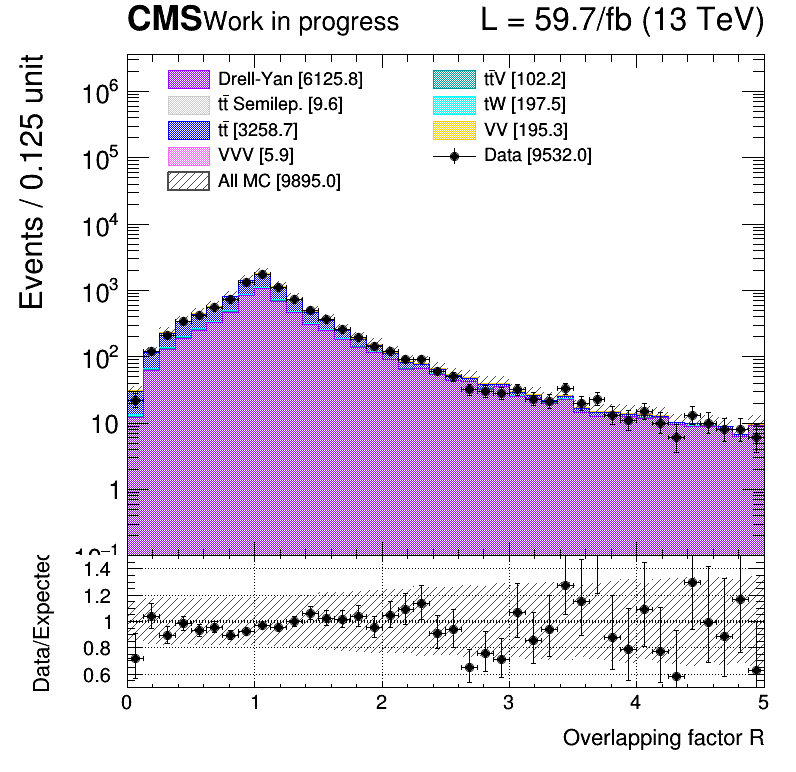 CMS Work in progress L = 59.7/fb (13 TeV)
Events / 0.125 unit
Drell-Yan [6125.8]
tt̄ Semilep. [9.6]
tt̄ [3258.7]
VVV [5.9]
All MC [9895.0]
tt̄V [102.2]
tW [197.5]
VV [195.3]
Data [9532.0]
10⁶
10⁵
10⁴
10³
10²
10
1
10⁻¹
Data/Expected
1.4
1.2
1
0.8
0.6
0 1 2 3 4 5
Overlapping factor R